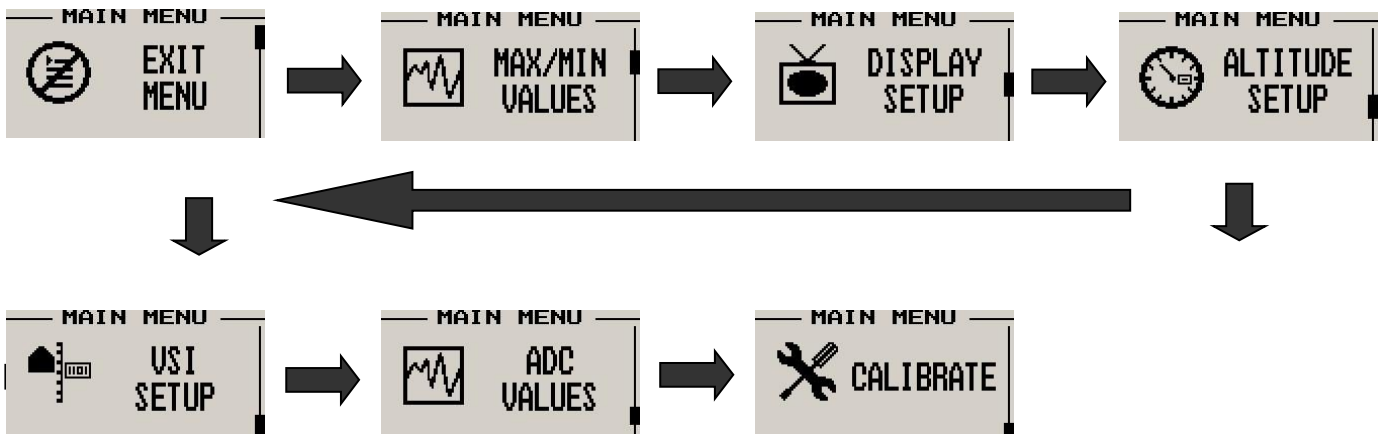 MAIN MENU
EXIT
MENU
MAIN MENU
MAX/MIN
VALUES
MAIN MENU
DISPLAY
SETUP
MAIN MENU
ALTITUDE
SETUP
MAIN MENU
VSI
SETUP
MAIN MENU
ADC
VALUES
MAIN MENU
CALIBRATE